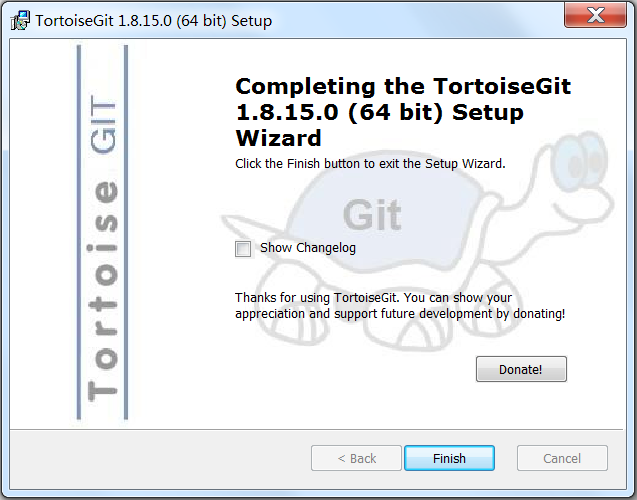 TortoiseGit 1.8.15.0 (64 bit) Setup
Tortoise GIT
Completing the TortoiseGit
1.8.15.0 (64 bit) Setup
Wizard
Click the Finish button to exit the Setup Wizard.
Git
Show Changelog
Thanks for using TortoiseGit. You can show your
appreciation and support future development by donating!
Donate!
< Back
Finish
Cancel